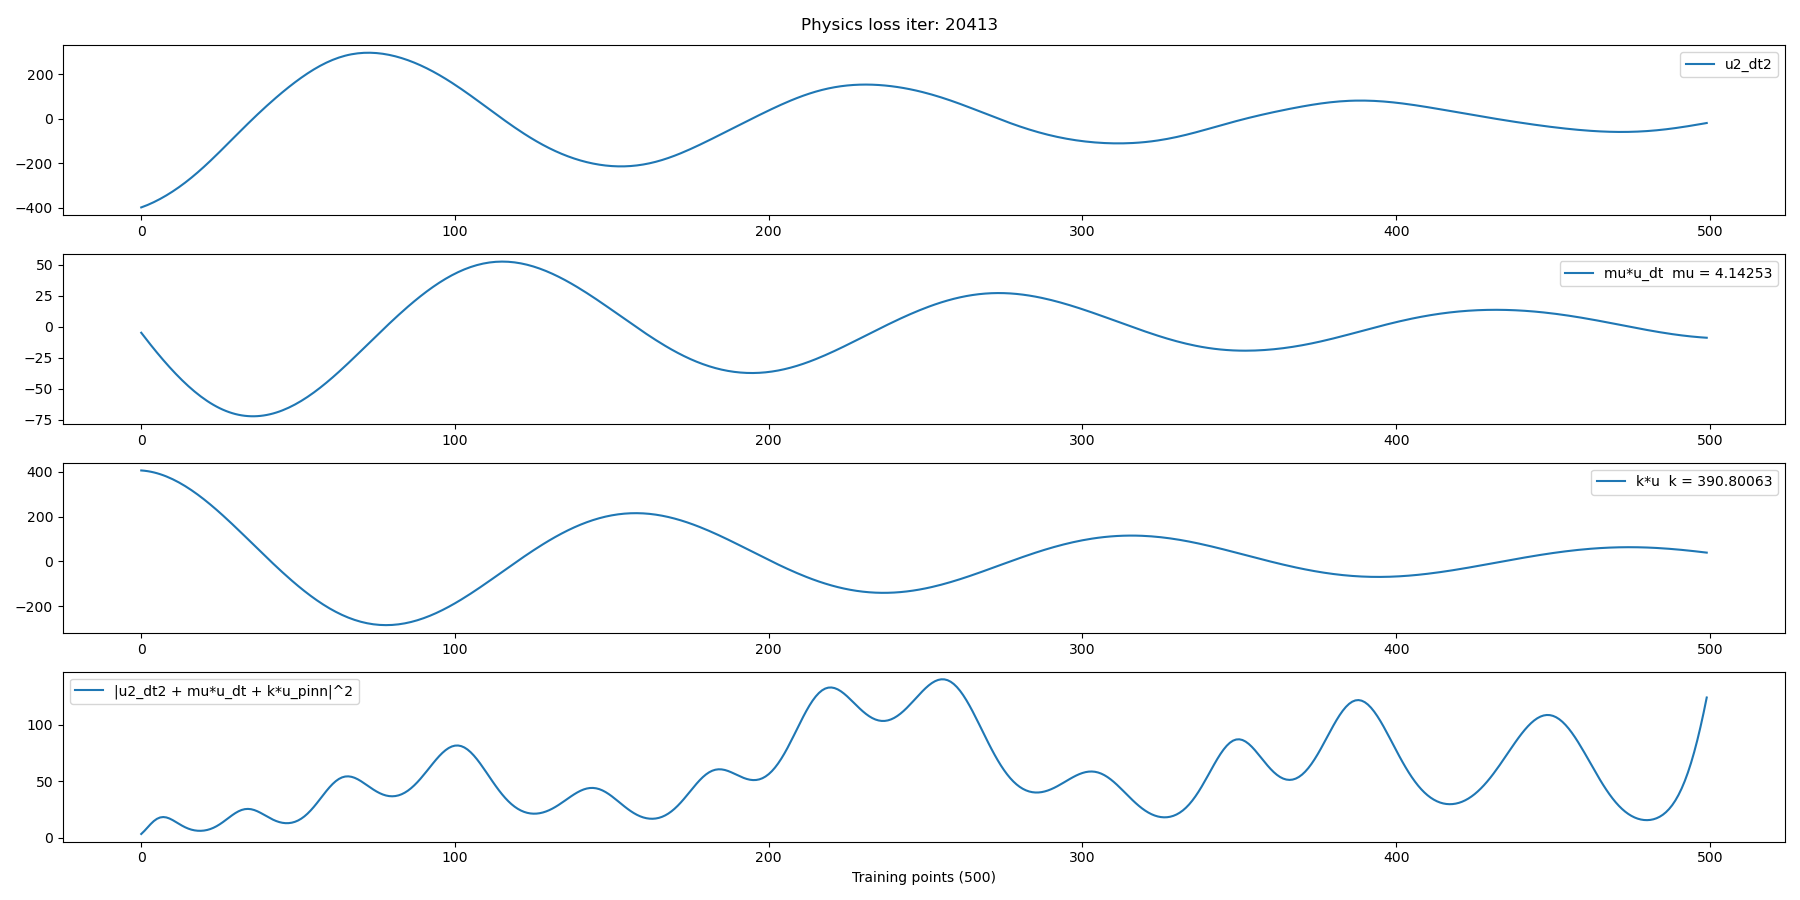 Physics loss iter: 20413
200
0
−200
−400
u2_dt2
0 100 200 300 400 500
50
25
0
−25
−50
−75
mu*u_dt  mu = 4.14253
0 100 200 300 400 500
400
200
0
−200
k*u  k = 390.80063
0 100 200 300 400 500
|u2_dt2 + mu*u_dt + k*u_pinn|^2
100
50
0
0 100 200 300 400 500
Training points (500)